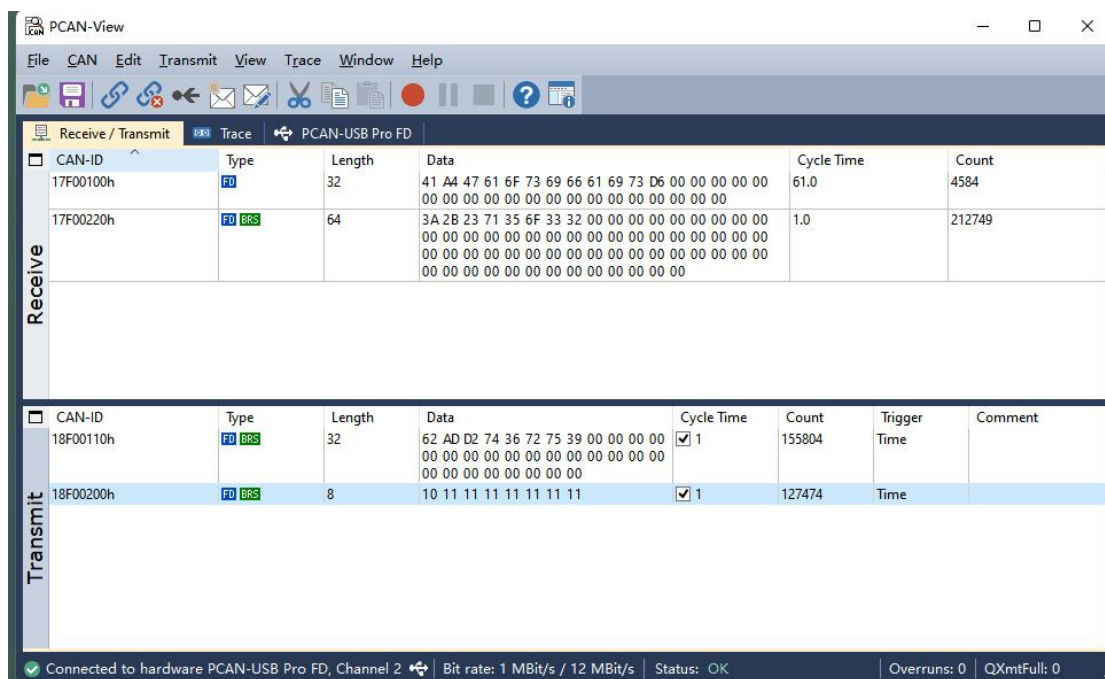 PCAN-View
File CAN Edit Transmit View Trace Window Help
Receive / Transmit Trace PCAN-USB Pro FD
CAN-ID Type Length Data Cycle Time Count
17F00100h FD 32 41 A4 47 61 6F 73 69 66 61 69 73 D6 00 00 00 00 00 61.0 4584
00 00 00 00 00 00 00 00 00 00 00 00 00 00 00
17F00220h FD BRS 64 3A 2B 23 71 35 6F 33 32 00 00 00 00 00 00 00 00 00 1.0 212749
00 00 00 00 00 00 00 00 00 00 00 00 00 00 00 00 00
00 00 00 00 00 00 00 00 00 00 00 00 00 00 00 00 00
00 00 00 00 00 00 00 00 00 00 00 00 00
Receive
CAN-ID Type Length Data Cycle Time Count Trigger Comment
18F00110h FD BRS 32 62 AD D2 74 36 72 75 39 00 00 00 00 1 155804 Time
00 00 00 00 00 00 00 00 00 00 00 00
00 00 00 00 00 00 00 00
18F00200h FD BRS 8 10 11 11 11 11 11 11 11 1 127474 Time
Transmit
Connected to hardware PCAN-USB Pro FD, Channel 2 Bit rate: 1 MBit/s / 12 MBit/s Status: OK Overruns: 0 QXmtFull: 0